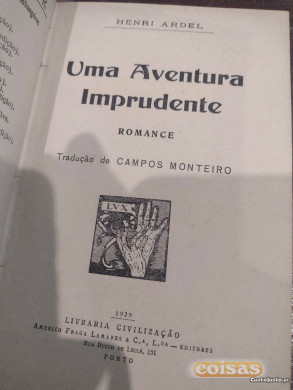 HENRI ARDEL
Uma Aventura
Imprudente
ROMANCE
Tradução de CAMPOS MONTEIRO
LVX
1929
LIVRARIA CIVILIZAÇÃO
AMERICO FRAGA LAMARES & C.ª, L.DA — EDITORES
RUA DUQUE DE LOULÉ, 151
PORTO
coisas